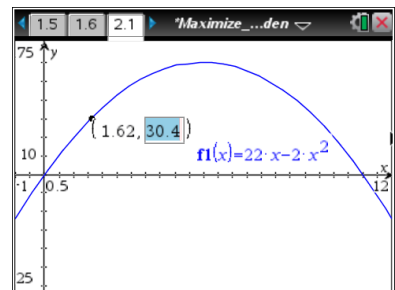 1.5 1.6 2.1 *Maximize_...den
75 y
(1.62, 30.4)
f1(x)=22·x-2·x²
10
x
-1 0.5 12
25